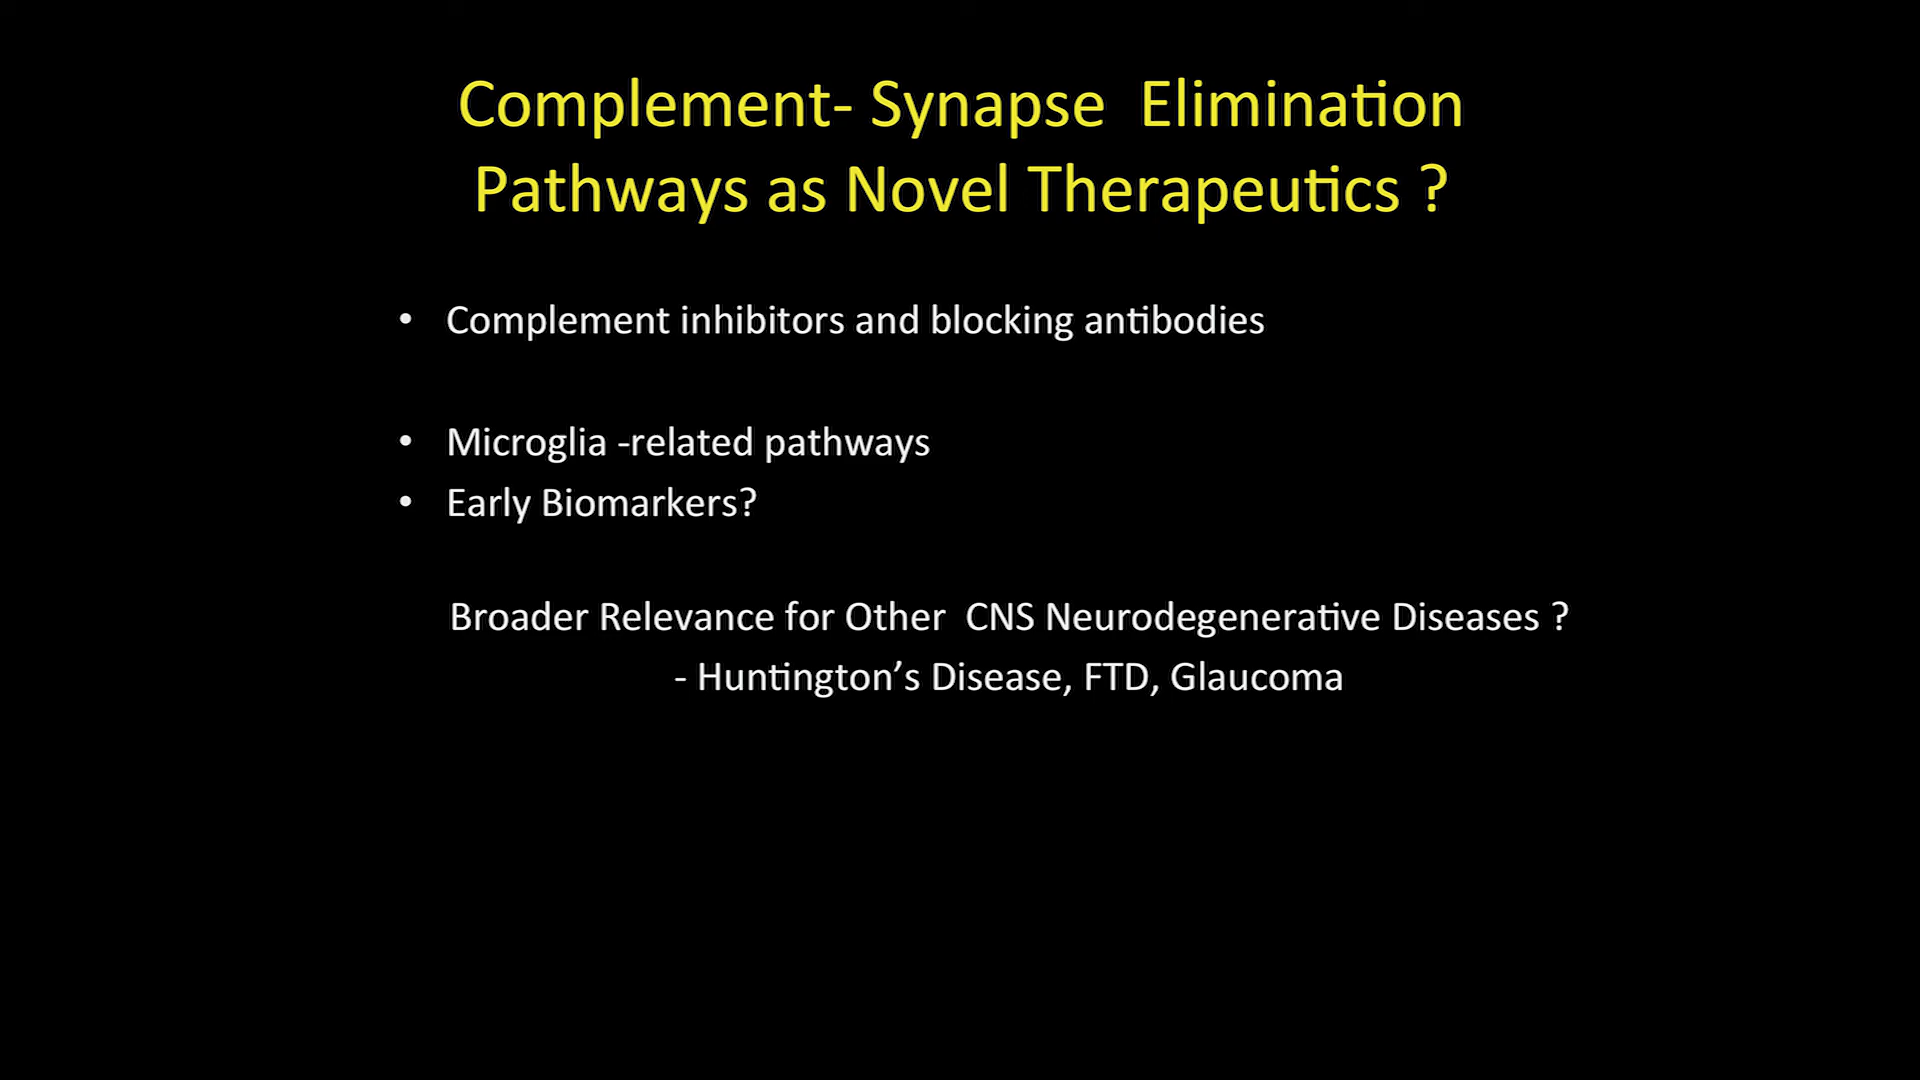 Complement- Synapse  Elimination
Pathways as Novel Therapeutics ?
• Complement inhibitors and blocking antibodies
• Microglia -related pathways
• Early Biomarkers?
Broader Relevance for Other  CNS Neurodegenerative Diseases ?
- Huntington’s Disease, FTD, Glaucoma